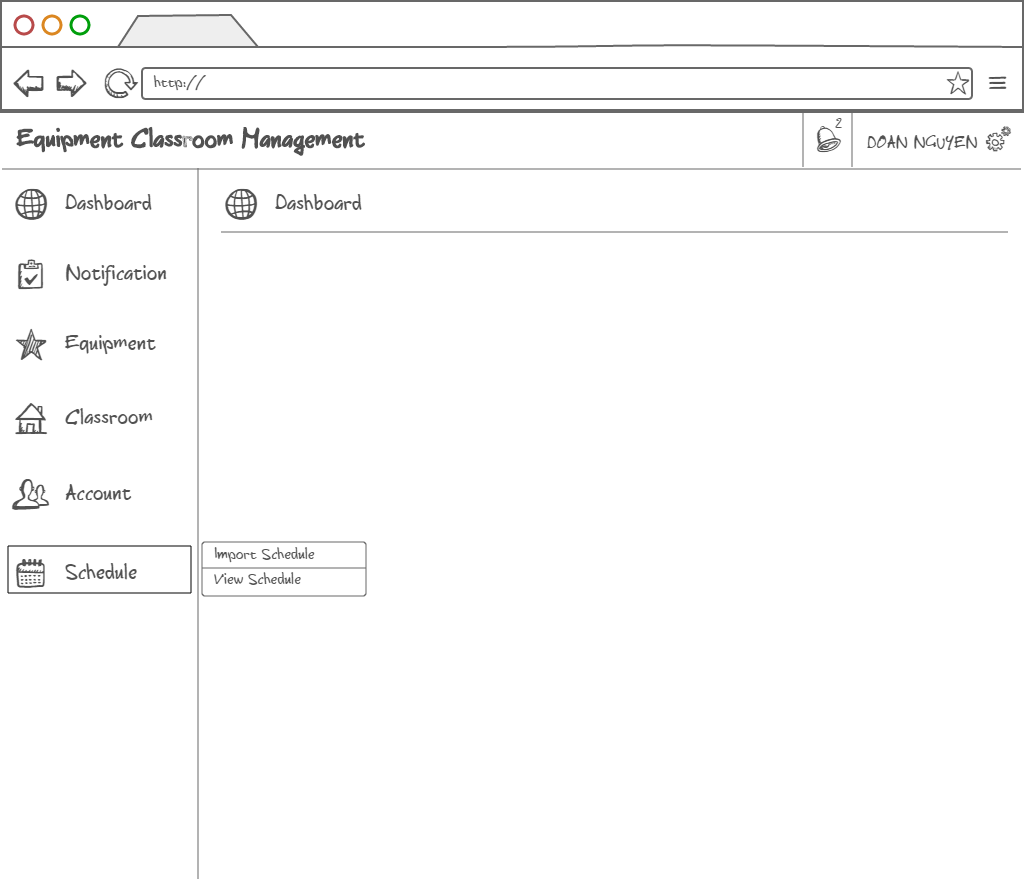 http://
Equipment Classroom Management
2
DOAN NGUYEN
Dashboard
Notification
Equipment
Classroom
Account
Schedule
Dashboard
Import Schedule
View Schedule